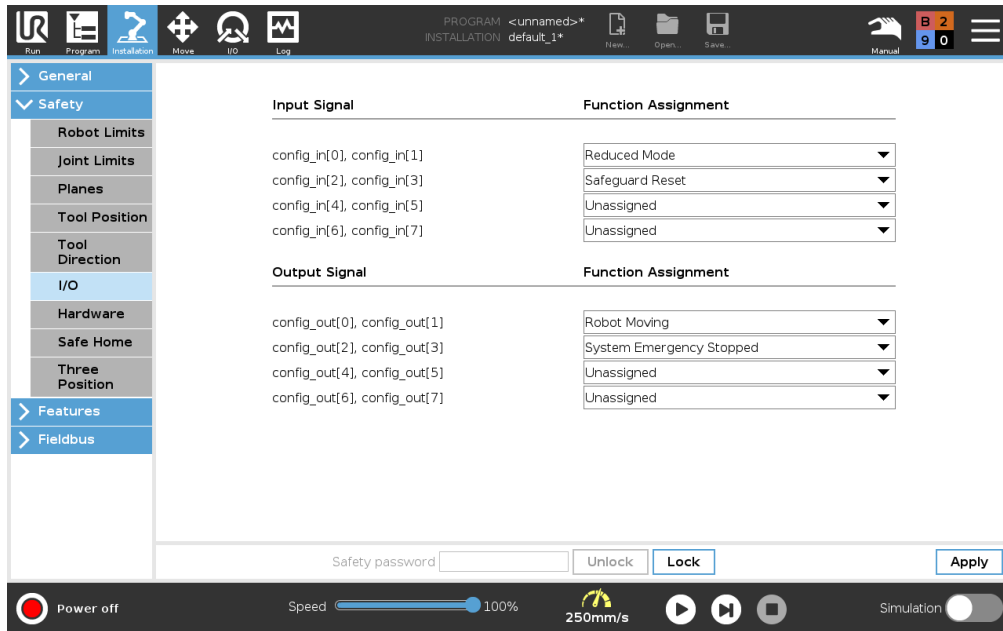 PROGRAM <unnamed>*
INSTALLATION default_1*
UR
Run
Program
Installation
Move
I/O
Log
New...
Open...
Save...
Manual
B 2
9 0
General
Safety
Robot Limits
Joint Limits
Planes
Tool Position
Tool
Direction
I/O
Hardware
Safe Home
Three
Position
Features
Fieldbus
Input Signal Function Assignment
config_in[0], config_in[1] Reduced Mode
config_in[2], config_in[3] Safeguard Reset
config_in[4], config_in[5] Unassigned
config_in[6], config_in[7] Unassigned
Output Signal Function Assignment
config_out[0], config_out[1] Robot Moving
config_out[2], config_out[3] System Emergency Stopped
config_out[4], config_out[5] Unassigned
config_out[6], config_out[7] Unassigned
Safety password Unlock Lock Apply
Power off Speed 100% 250mm/s Simulation